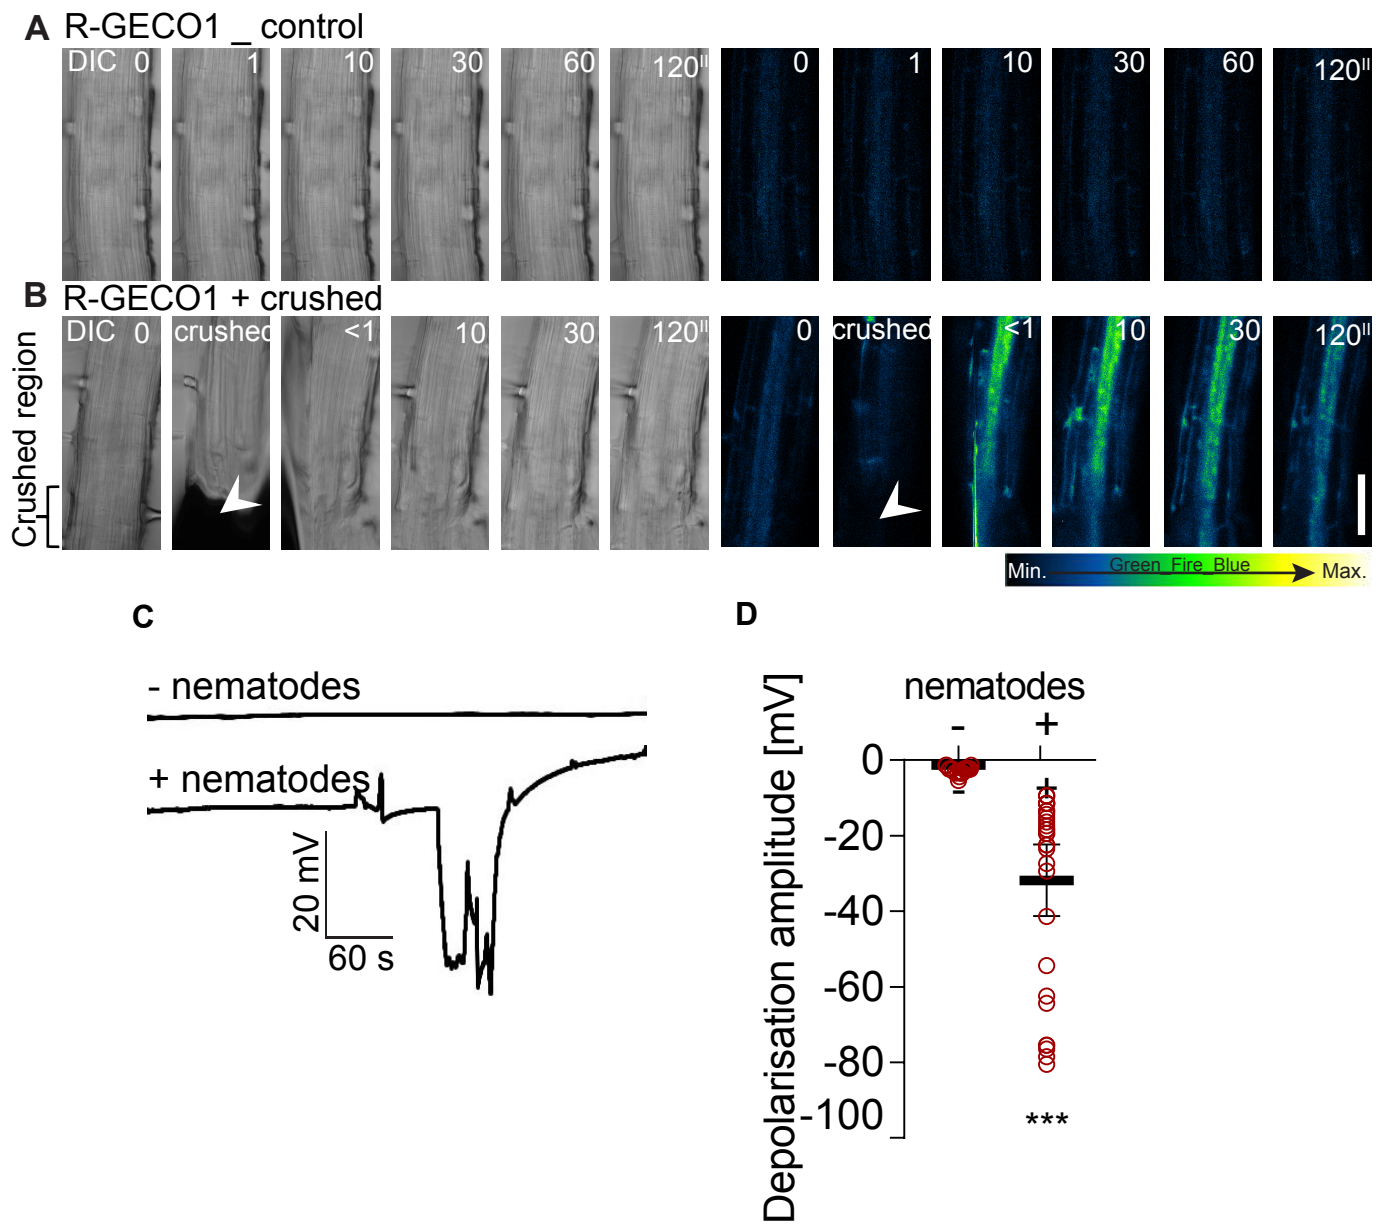 A R-GECO1 _ control
DIC 0 1 10 30 60 120" 0 1 10 30 60 120"
B R-GECO1 + crushed
DIC 0 crushed <1 10 30 120" 0 crushed <1 10 30 120"
Crushed region
Min. Green_Fire_Blue Max.
C
- nematodes
+ nematodes
20 mV
60 s
D
nematodes
- +
Depolarisation amplitude [mV]
0
-20
-40
-60
-80
-100
***